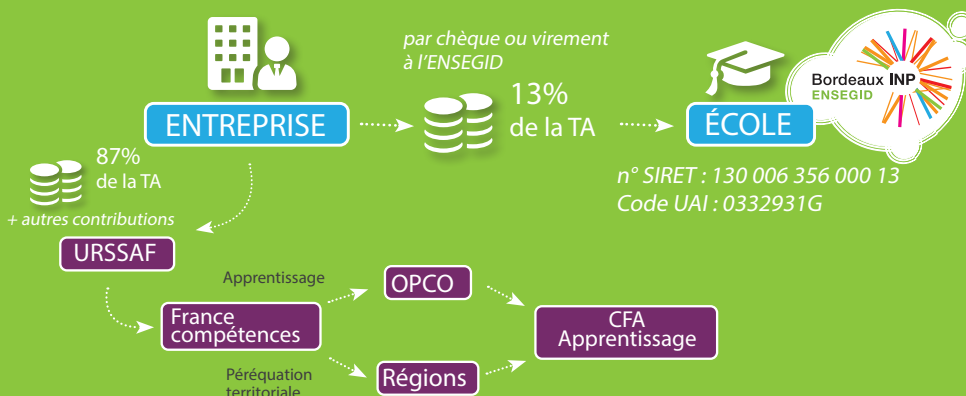 par chèque ou virement
à l'ENSEGID
ENTREPRISE
13%
de la TA
ÉCOLE
Bordeaux INP
ENSEGID
n° SIRET : 130 006 356 000 13
Code UAI : 0332931G
87%
de la TA
+ autres contributions
URSSAF
Apprentissage
OPCO
France
compétences
CFA
Apprentissage
Péréquation
territoriale
Régions